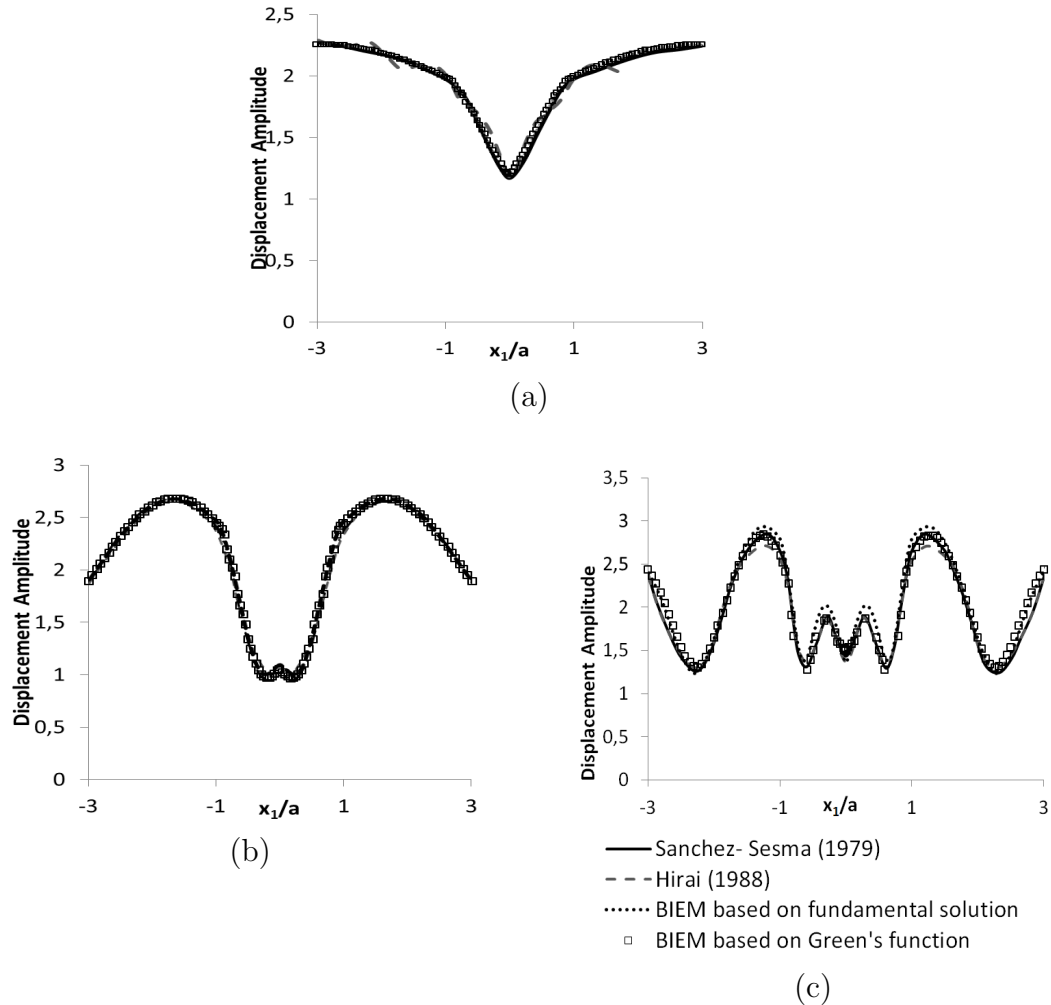 2,5
2
1,5
1
0,5
0
Displacement Amplitude
-3
-1
1
3
x₁/a
(a)
3
2,5
2
1,5
1
0,5
0
Displacement Amplitude
-3
-1
1
3
x₁/a
(b)
3,5
3
2,5
2
1,5
1
0,5
0
Displacement Amplitude
-3
-1
1
3
x₁/a
Sanchez- Sesma (1979)
Hirai (1988)
BIEM based on fundamental solution
BIEM based on Green's function
(c)